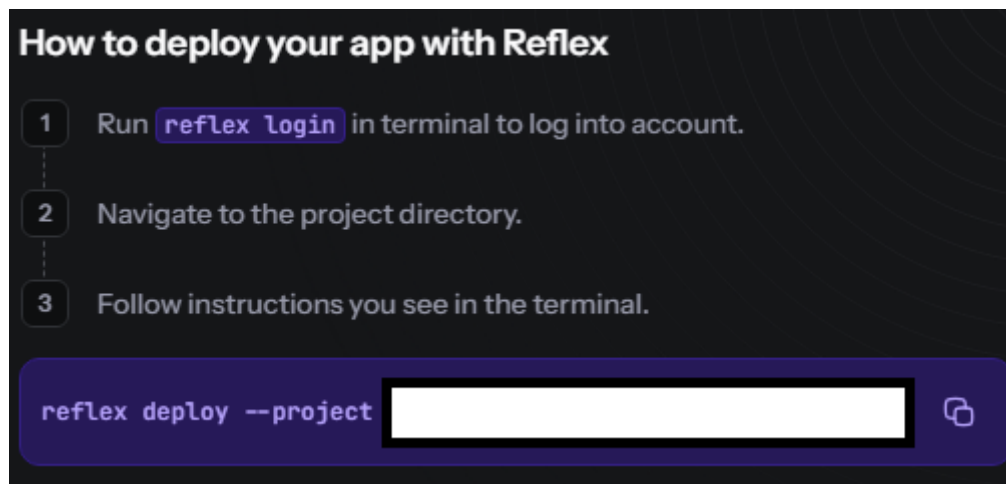 How to deploy your app with Reflex
1 Run reflex login in terminal to log into account.
2 Navigate to the project directory.
3 Follow instructions you see in the terminal.
reflex deploy --project